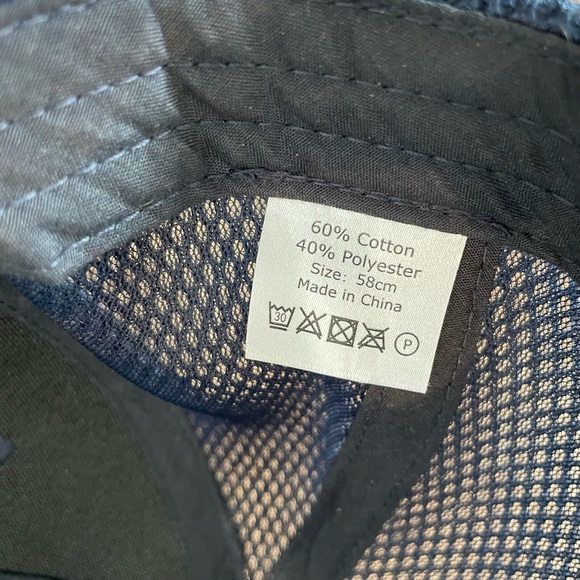 60% Cotton
40% Polyester
Size: 58cm
Made in China
30 P